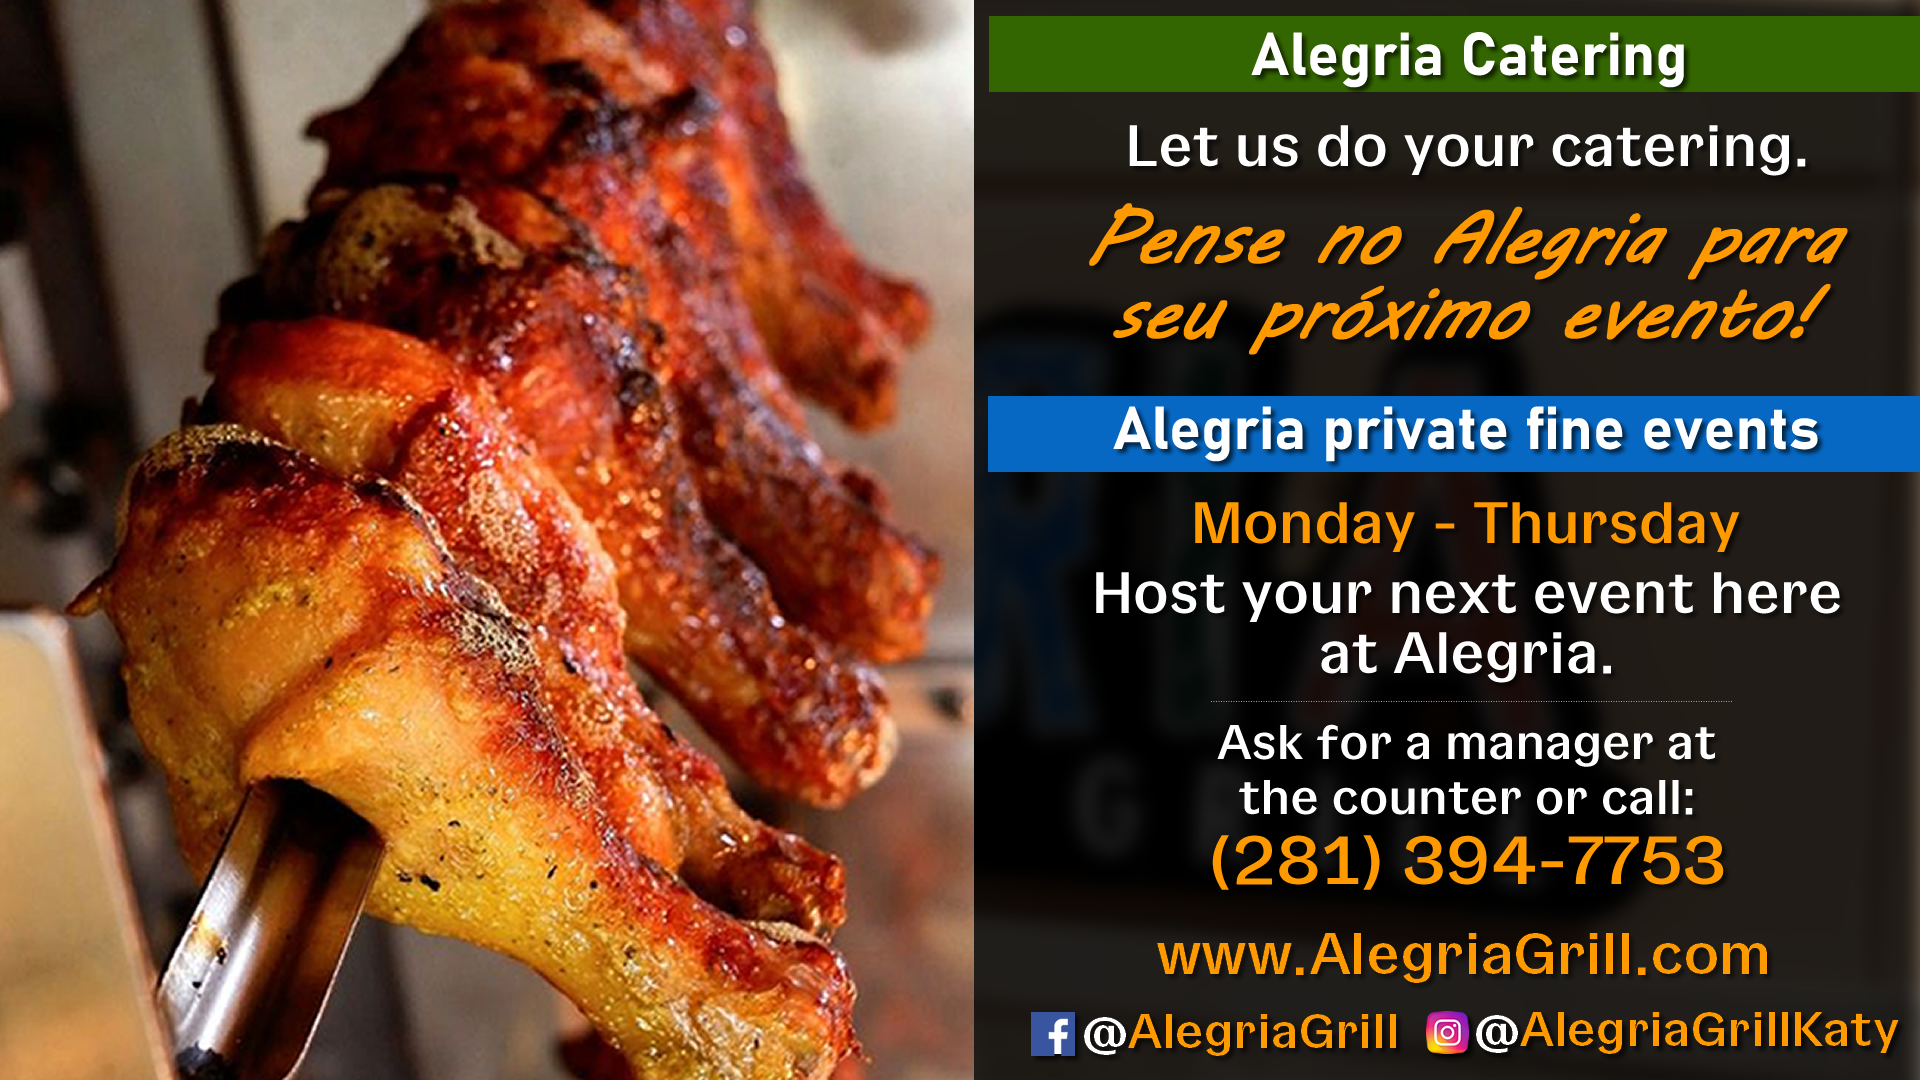 Alegria Catering
Let us do your catering.
Pense no Alegria para
seu próximo evento!
Alegria private fine events
Monday - Thursday
Host your next event here
at Alegria.
Ask for a manager at
the counter or call:
(281) 394-7753
www.AlegriaGrill.com
@AlegriaGrill @AlegriaGrillKaty